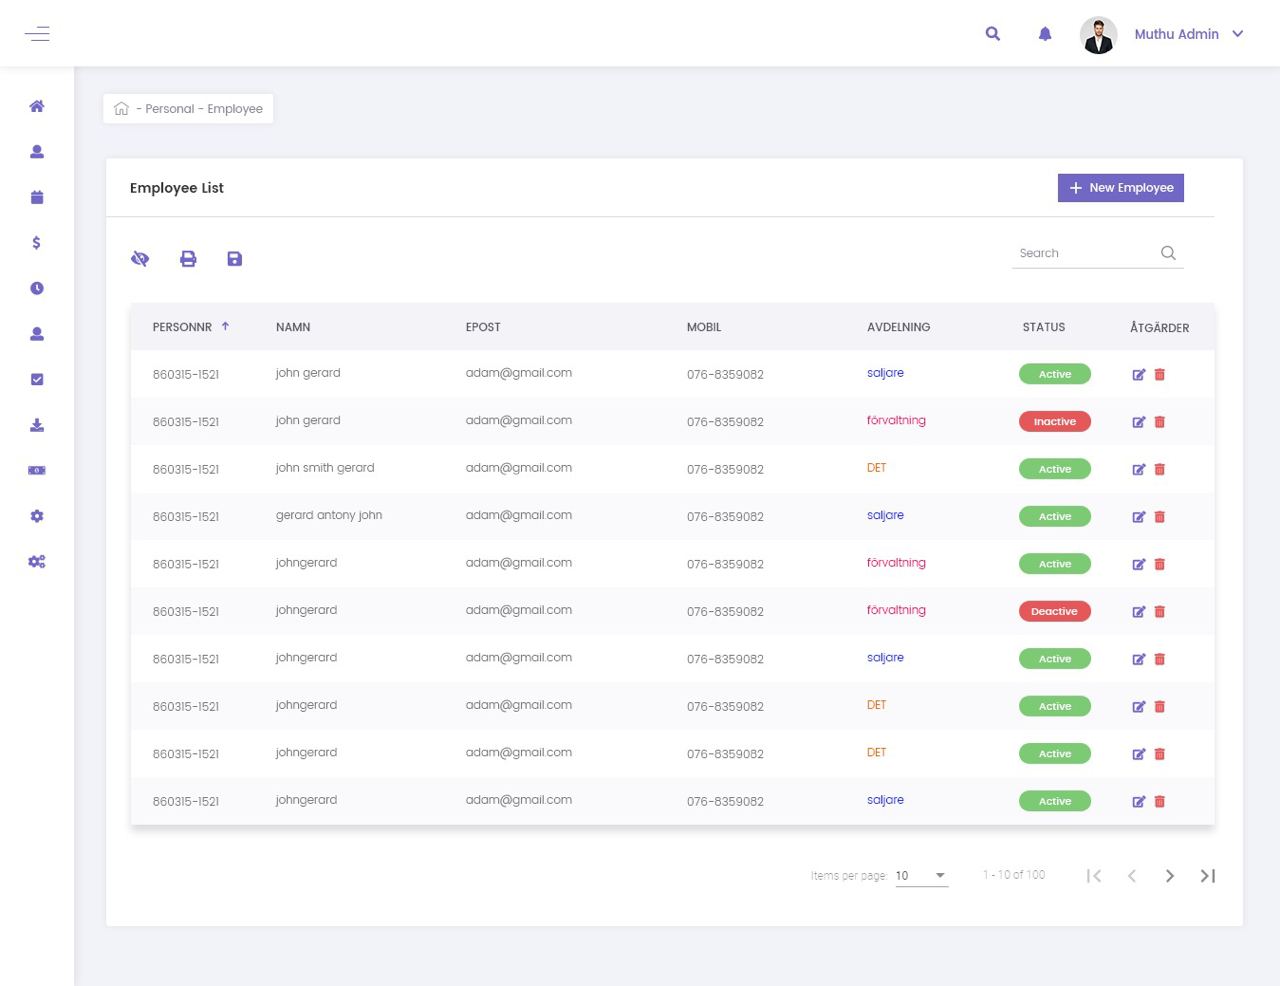 Muthu Admin
- Personal - Employee
Employee List
New Employee
Search
PERSONNR NAMN EPOST MOBIL AVDELNING STATUS ÅTGÄRDER
860315-1521 john gerard adam@gmail.com 076-8359082 saljare Active
860315-1521 john gerard adam@gmail.com 076-8359082 förvaltning Inactive
860315-1521 john smith gerard adam@gmail.com 076-8359082 DET Active
860315-1521 gerard antony john adam@gmail.com 076-8359082 saljare Active
860315-1521 johngerard adam@gmail.com 076-8359082 förvaltning Active
860315-1521 johngerard adam@gmail.com 076-8359082 förvaltning Deactive
860315-1521 johngerard adam@gmail.com 076-8359082 saljare Active
860315-1521 johngerard adam@gmail.com 076-8359082 DET Active
860315-1521 johngerard adam@gmail.com 076-8359082 DET Active
860315-1521 johngerard adam@gmail.com 076-8359082 saljare Active
Items per page: 10 1 - 10 of 100